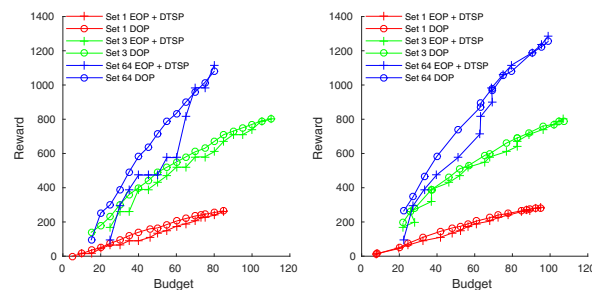 Set 1 EOP + DTSP
Set 1 DOP
Set 3 EOP + DTSP
Set 3 DOP
Set 64 EOP + DTSP
Set 64 DOP
1400
1200
1000
800
600
400
200
0
Reward
0 20 40 60 80 100 120
Budget
Set 1 EOP + DTSP
Set 1 DOP
Set 3 EOP + DTSP
Set 3 DOP
Set 64 EOP + DTSP
Set 64 DOP
1400
1200
1000
800
600
400
200
0
Reward
0 20 40 60 80 100 120
Budget